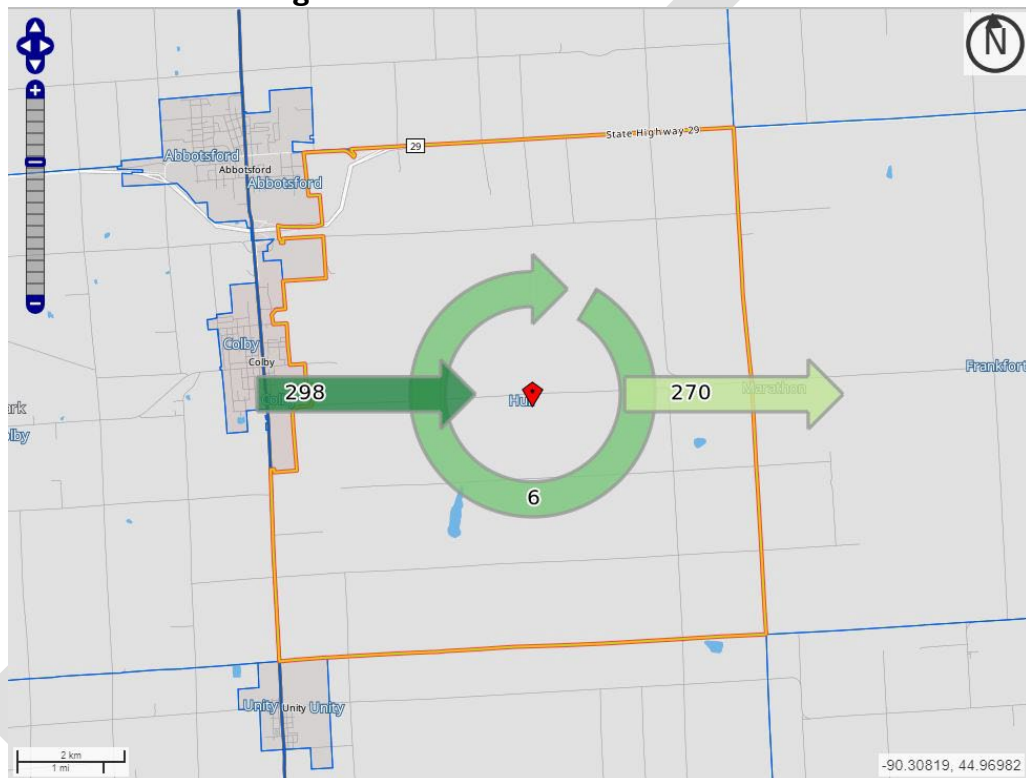 N
State Highway 29
29
Abbotsford
Abbotsford
Abbotsford
Colby
Colby
Frankfort
298
Marathon
270
6
Unity Unity Unity
2 km
1 mi
-90.30819, 44.96982